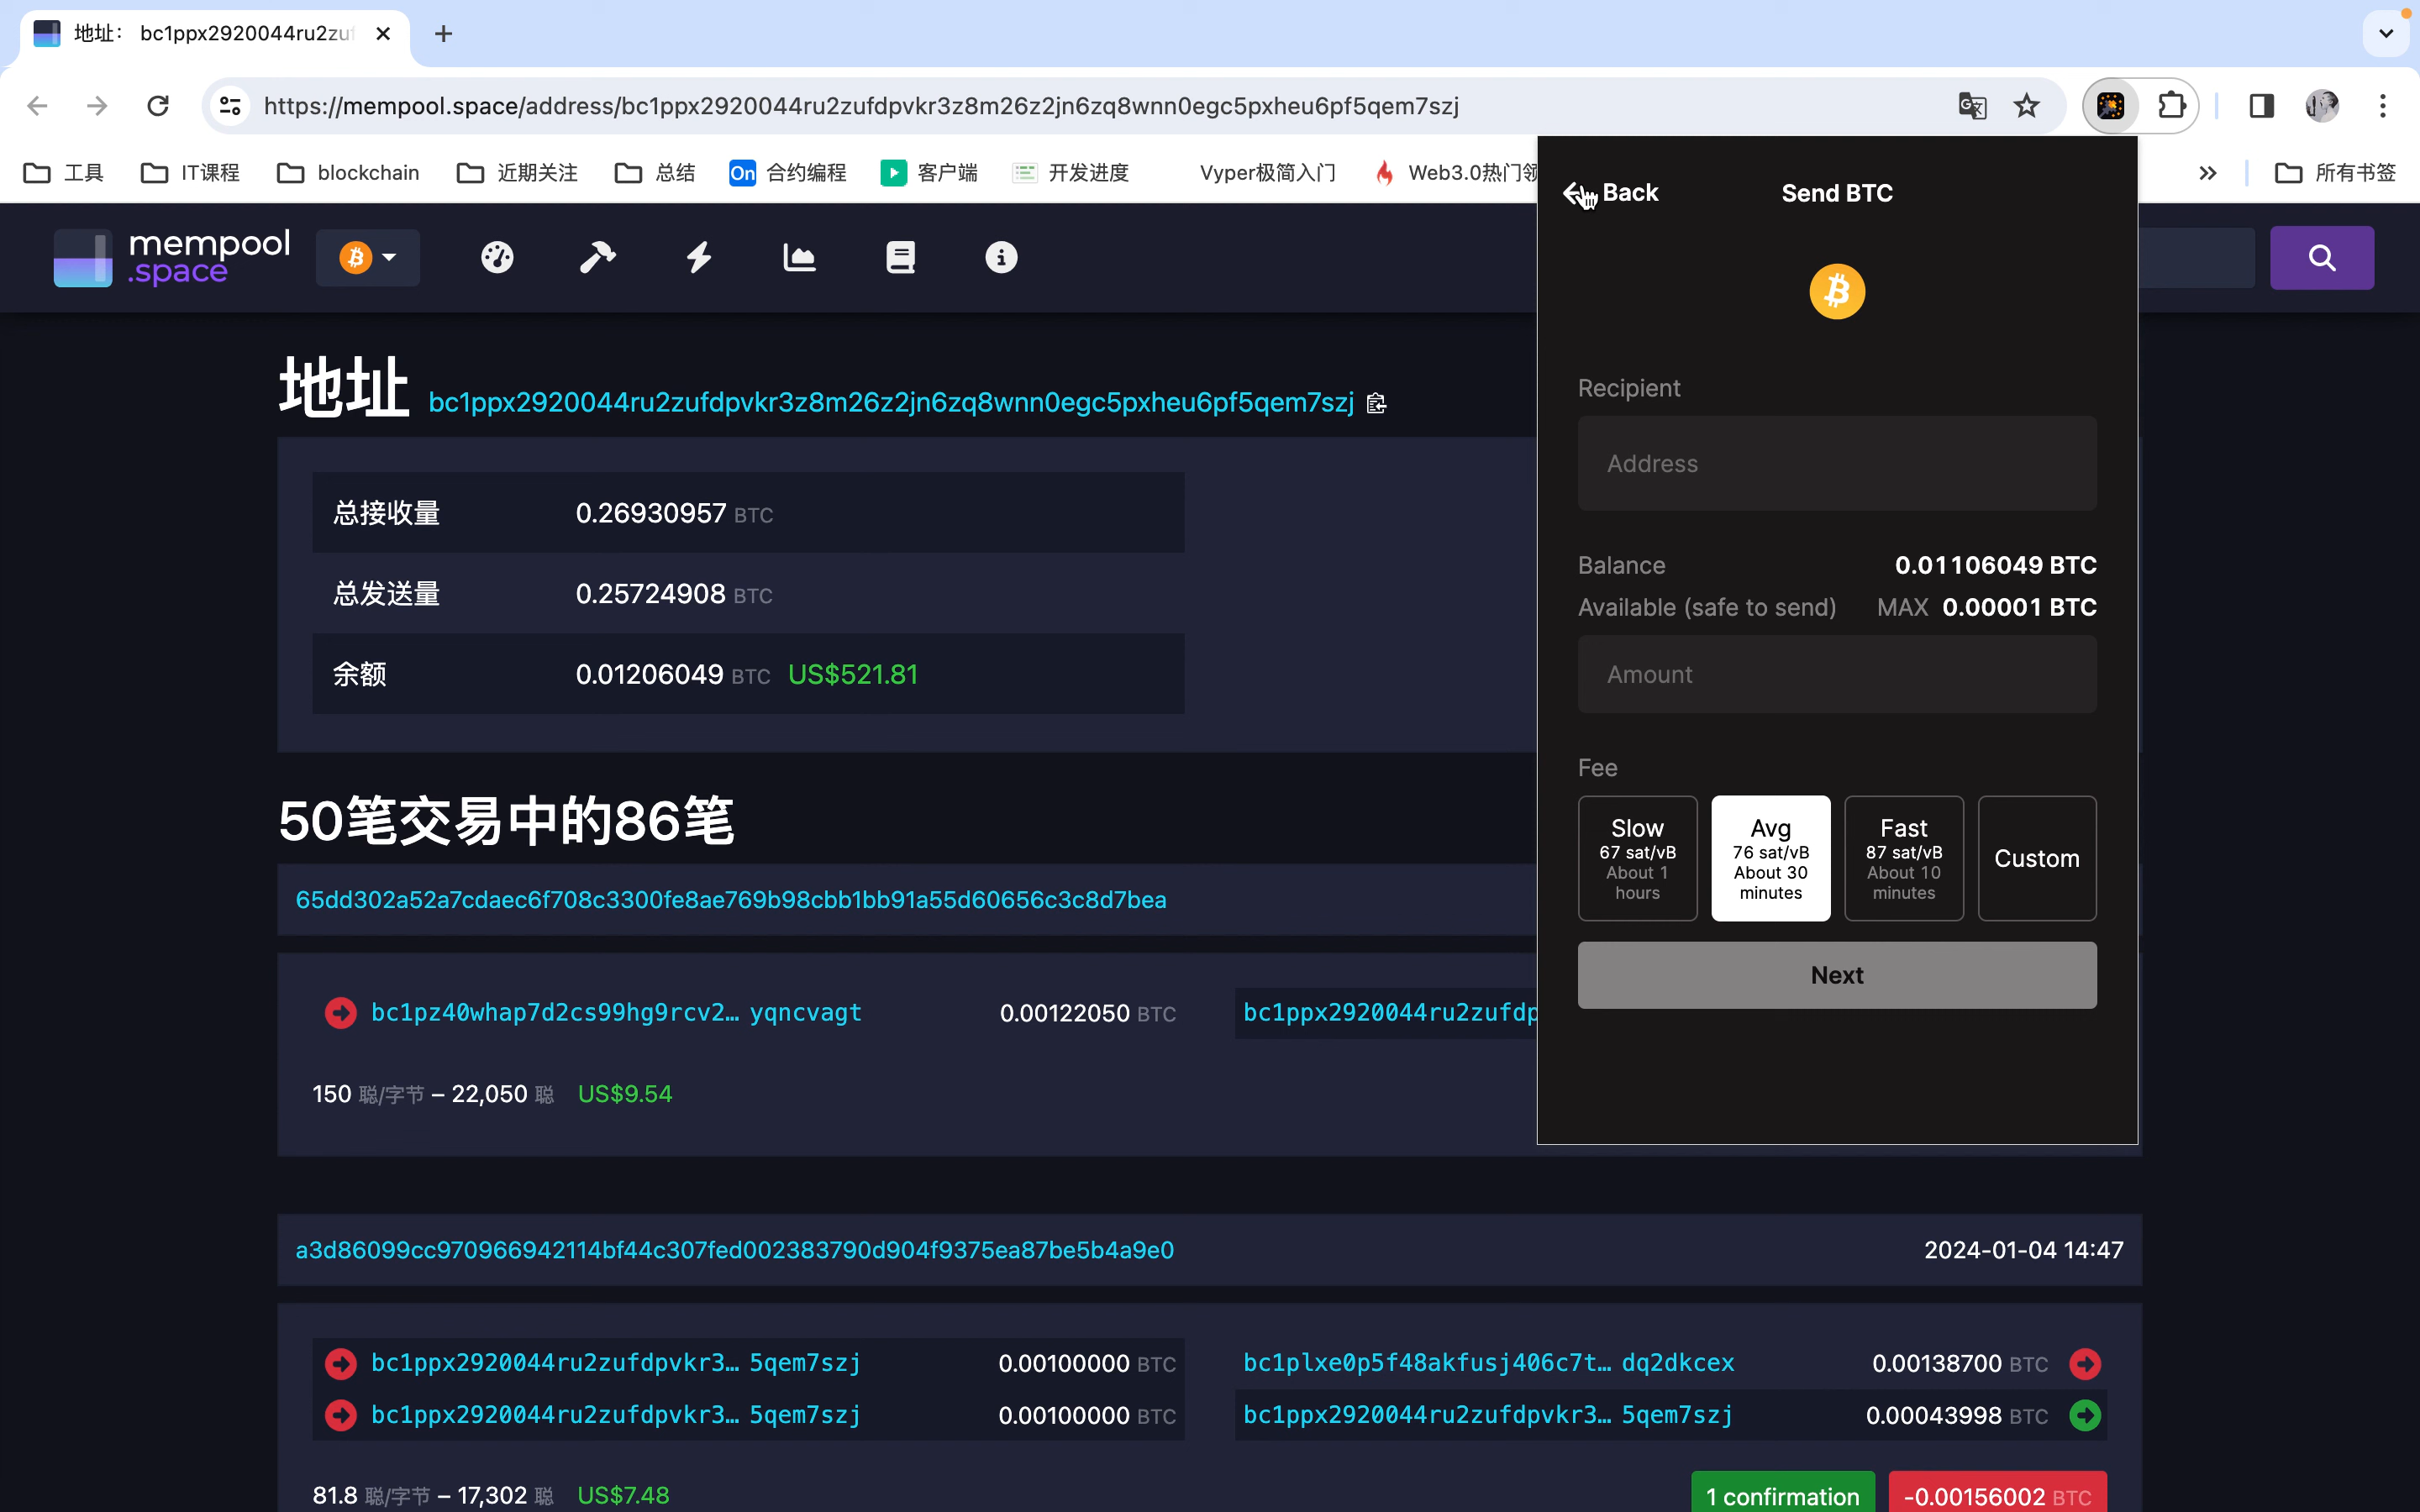 地址： bc1ppx2920044ru2zu
https://mempool.space/address/bc1ppx2920044ru2zufdpvkr3z8m26z2jn6zq8wnn0egc5pxheu6pf5qem7szj
工具 IT课程 blockchain 近期关注 总结 On 合约编程 客户端 开发进度 Vyper极简入门 Web3.0热门领 » 所有书签
mempool
.space
Back Send BTC
地址 bc1ppx2920044ru2zufdpvkr3z8m26z2jn6zq8wnn0egc5pxheu6pf5qem7szj
总接收量 0.26930957 BTC
总发送量 0.25724908 BTC
余额 0.01206049 BTC US$521.81
Recipient
Address
Balance 0.01106049 BTC
Available (safe to send) MAX 0.00001 BTC
Amount
Fee
Slow
67 sat/vB
About 1
hours
Avg
76 sat/vB
About 30
minutes
Fast
87 sat/vB
About 10
minutes
Custom
Next
50笔交易中的86笔
65dd302a52a7cdaec6f708c3300fe8ae769b98cbb1bb91a55d60656c3c8d7bea
bc1pz40whap7d2cs99hg9rcv2… yqncvagt 0.00122050 BTC bc1ppx2920044ru2zufdp
150 聪/字节 – 22,050 聪 US$9.54
a3d86099cc970966942114bf44c307fed002383790d904f9375ea87be5b4a9e0 2024-01-04 14:47
bc1ppx2920044ru2zufdpvkr3… 5qem7szj 0.00100000 BTC bc1plxe0p5f48akfusj406c7t… dq2dkcex 0.00138700 BTC
bc1ppx2920044ru2zufdpvkr3… 5qem7szj 0.00100000 BTC bc1ppx2920044ru2zufdpvkr3… 5qem7szj 0.00043998 BTC
81.8 聪/字节 – 17,302 聪 US$7.48 1 confirmation -0.00156002 BTC